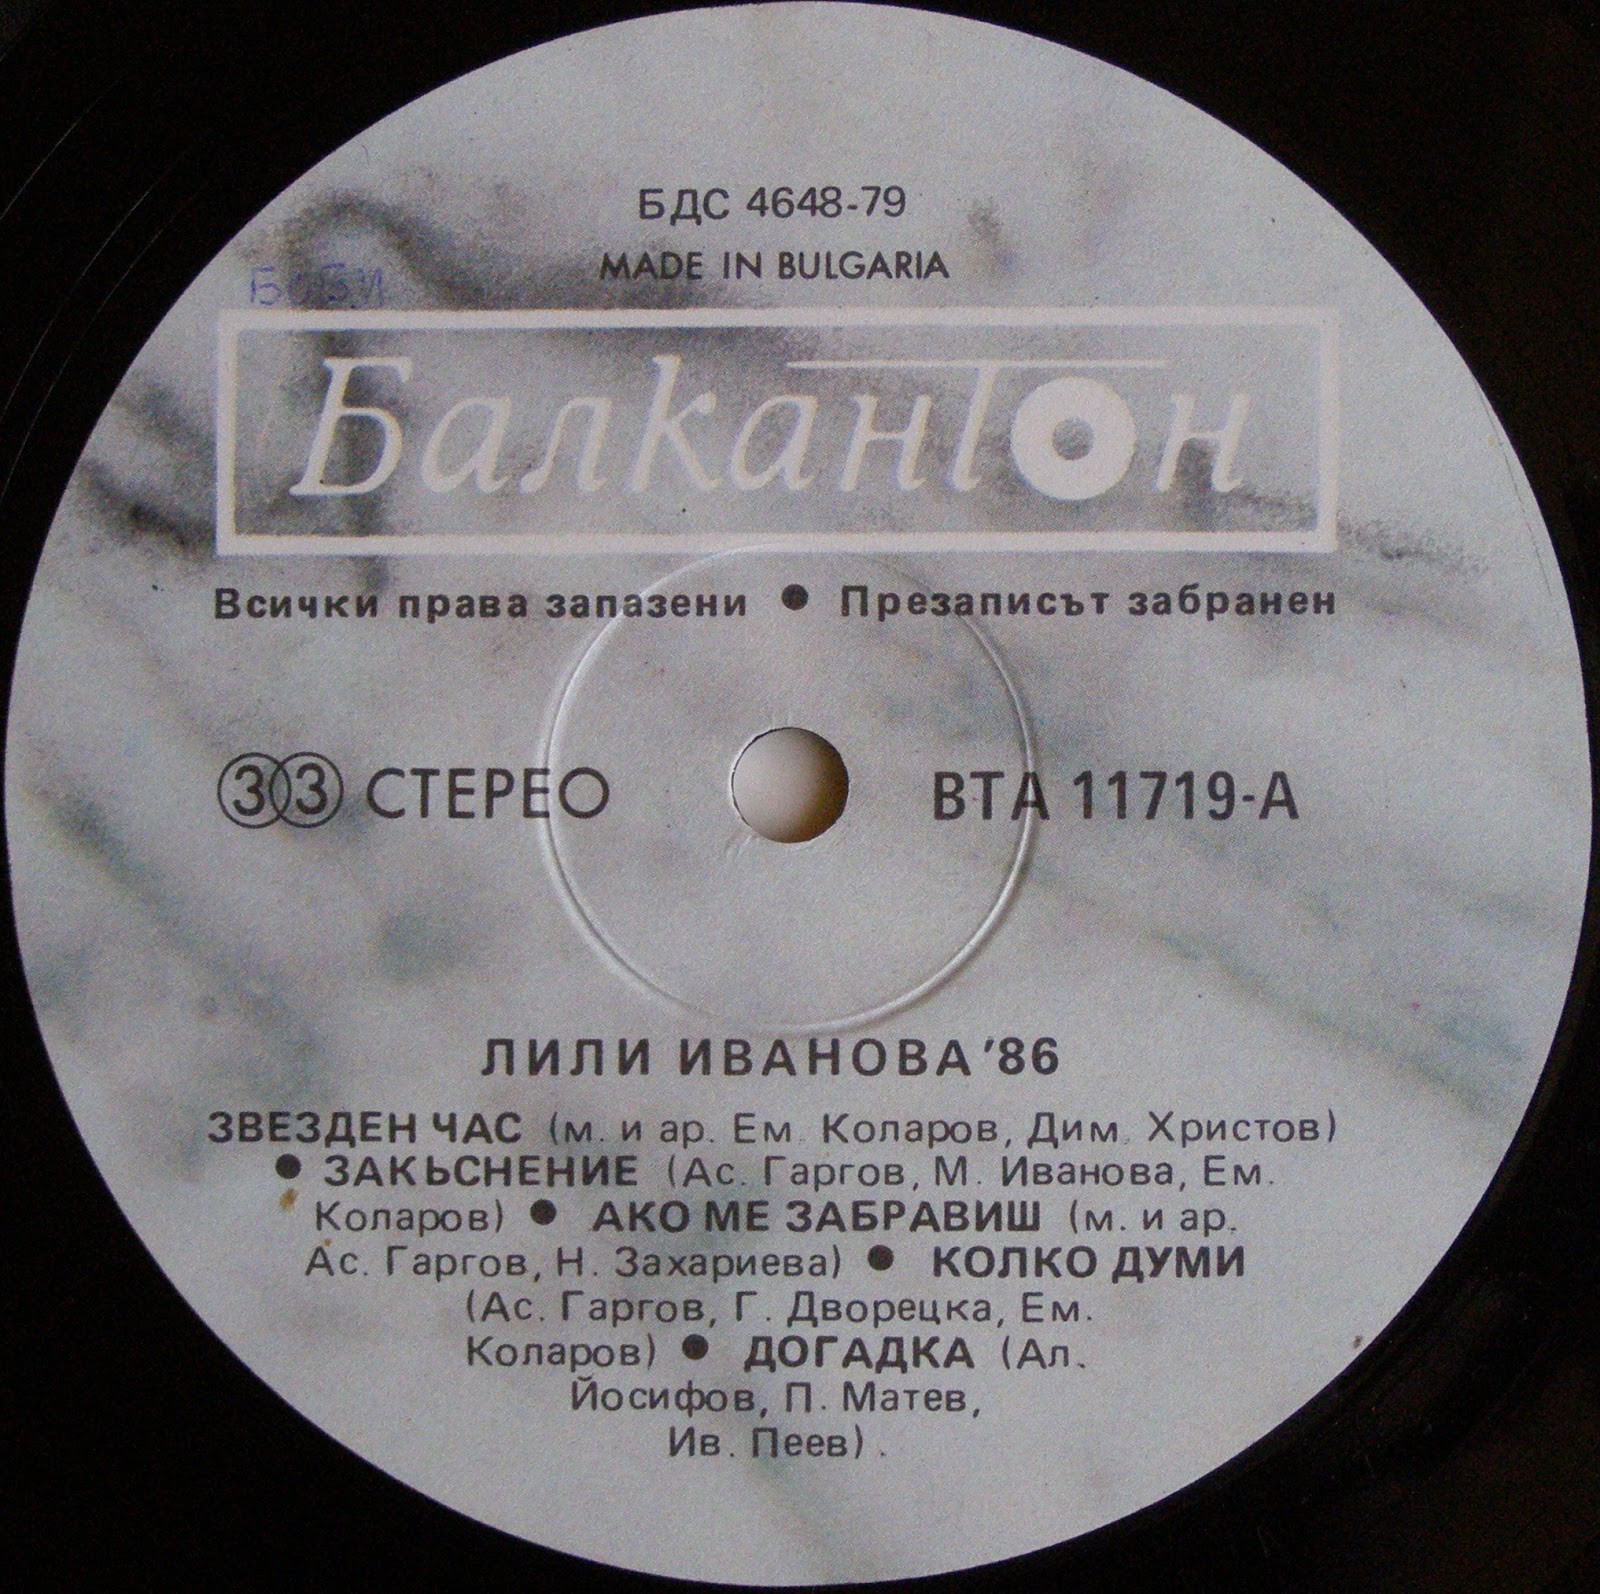 БДС 4648-79
MADE IN BULGARIA
БоБи
Балкантон
Всички права запазени ● Презаписът забранен
33 СТЕРЕО ВТА 11719-А
ЛИЛИ ИВАНОВА '86
ЗВЕЗДЕН ЧАС (м. и ар. Ем. Коларов, Дим. Христов)
● ЗАКЪСНЕНИЕ (Ас. Гаргов, М. Иванова, Ем.
Коларов) ● АКО МЕ ЗАБРАВИШ (м. и ар.
Ас. Гаргов, Н. Захариева) ● КОЛКО ДУМИ
(Ас. Гаргов, Г. Дворецка, Ем.
Коларов) ● ДОГАДКА (Ал.
Йосифов, П. Матев,
Ив. Пеев).